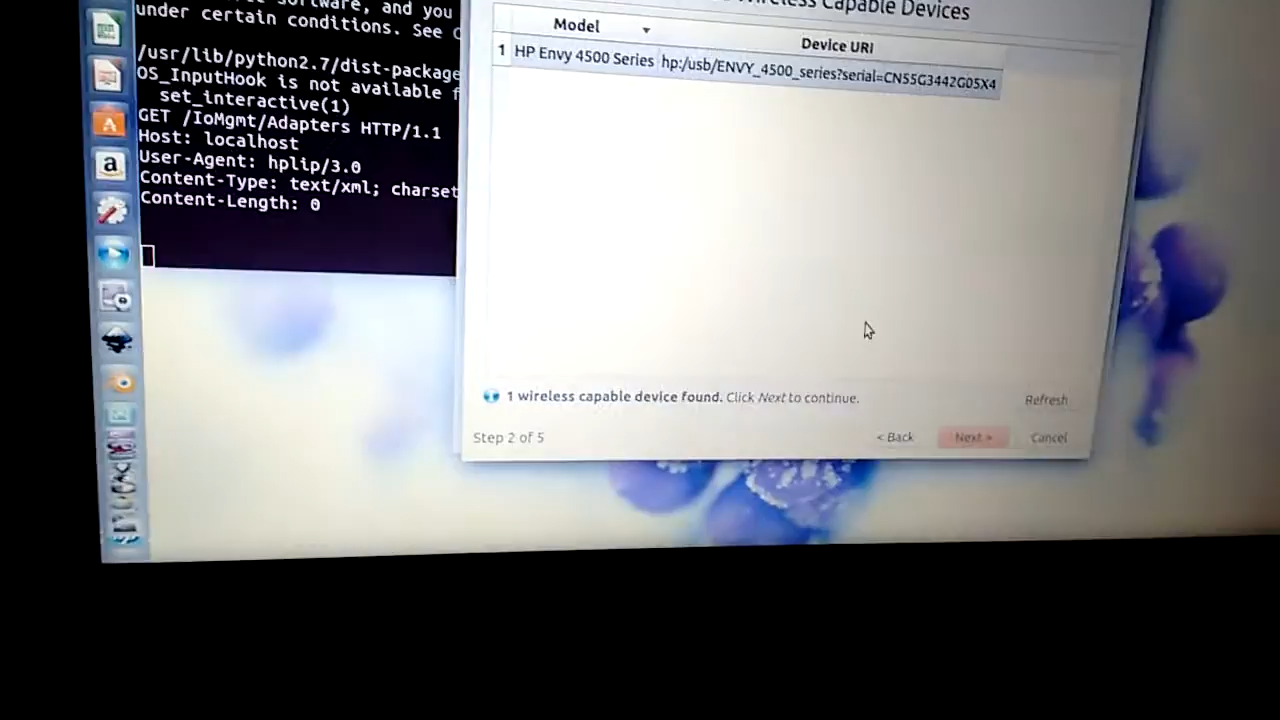 software, and you
under certain conditions. See
/usr/lib/python2.7/dist-package
OS_InputHook is not available f
set_interactive(1)
GET /IoMgmt/Adapters HTTP/1.1
Host: localhost
User-Agent: hplip/3.0
Content-Type: text/xml; charset
Content-Length: 0
Wireless Capable Devices
Model Device URI
1 HP Envy 4500 Series hp:/usb/ENVY_4500_series?serial=CN55G3442G05X4
1 wireless capable device found. Click Next to continue.
Refresh
Step 2 of 5 < Back Next > Cancel
a